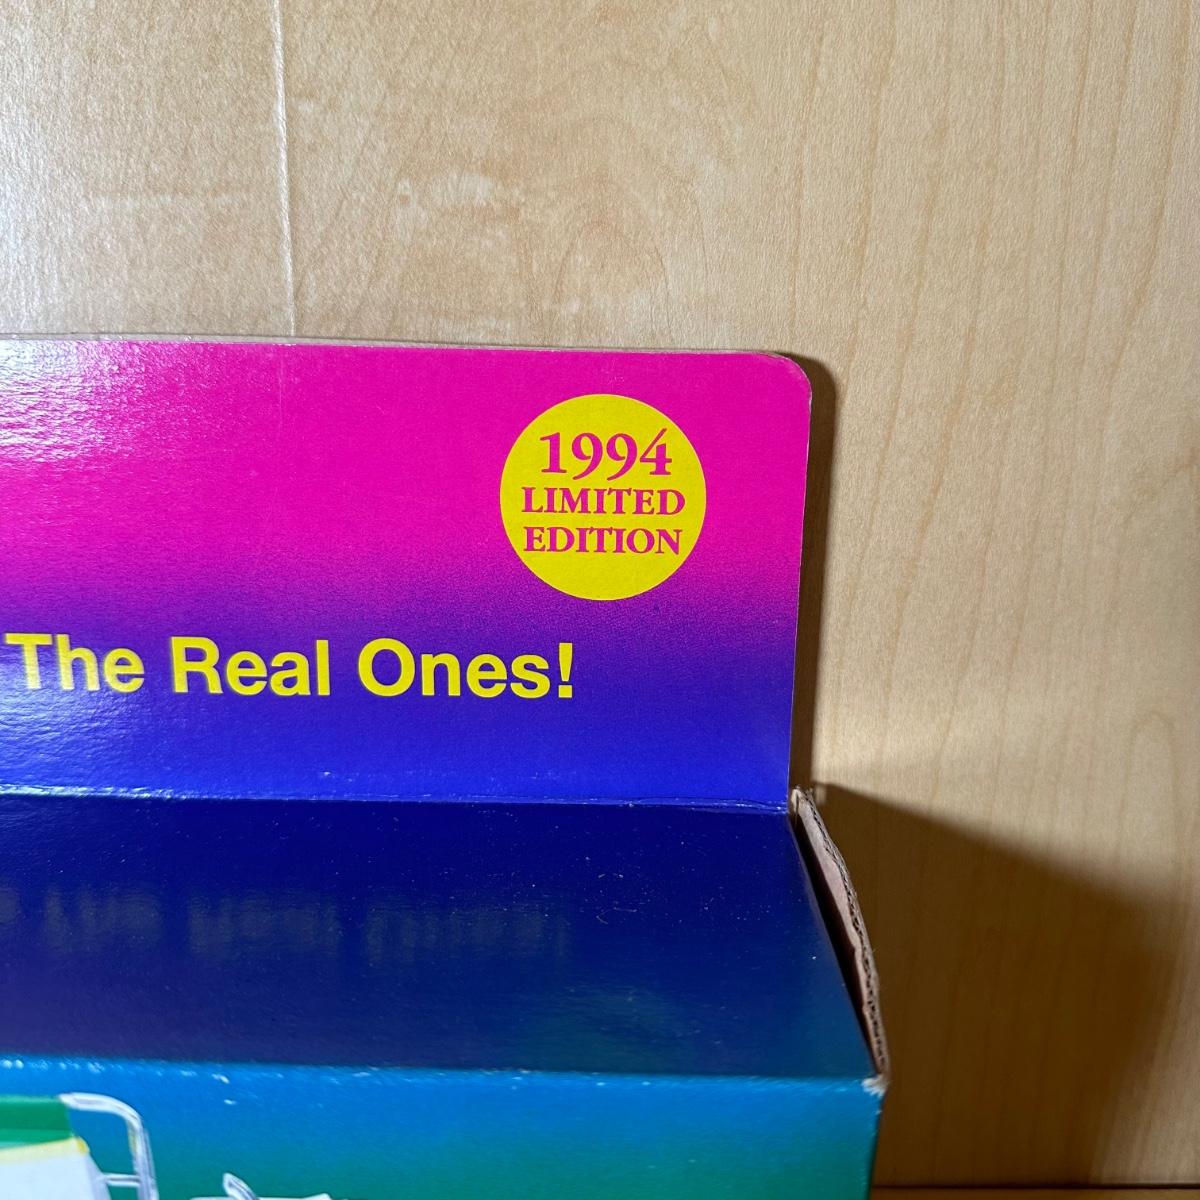 1994
LIMITED
EDITION
The Real Ones!